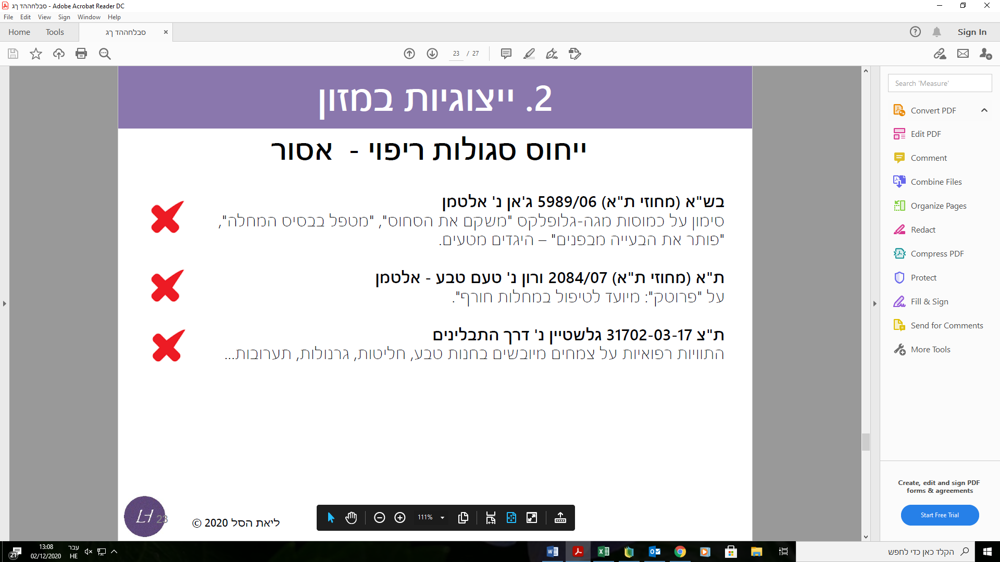 סבלחההד ךג - Adobe Acrobat Reader DC
File Edit View Sign Window Help
Home Tools סבלחההד ךג Sign In
23 / 27
Search 'Measure'
Convert PDF
Edit PDF
Comment
Combine Files
Organize Pages
Redact
Compress PDF
Protect
Fill & Sign
Send for Comments
More Tools
Create, edit and sign PDF
forms & agreements
Start Free Trial
2. ייצוגיות במזון
ייחוס סגולות ריפוי - אסור
בש"א (מחוזי ת"א) 5989/06 ג'אן נ' אלטמן
סימון על כמוסות מגה-גלופלקס "משקם את הסחוס", "מטפל בבסיס המחלה",
"פותר את הבעייה מבפנים" – היגדים מטעים.
ת"א (מחוזי ת"א) 2084/07 ורון נ' טעם טבע - אלטמן
על "פרוטק": מיועד לטיפול במחלות חורף".
ת"צ 31702-03-17 גלשטיין נ' דרך התבלינים
התוויות רפואיות על צמחים מיובשים בחנות טבע, חליטות, גרנולות, תערובות...
LH 23
ליאת הסל 2020 ©
111%
21
13:08
02/12/2020
עבר
HE
הקלד כאן כדי לחפש